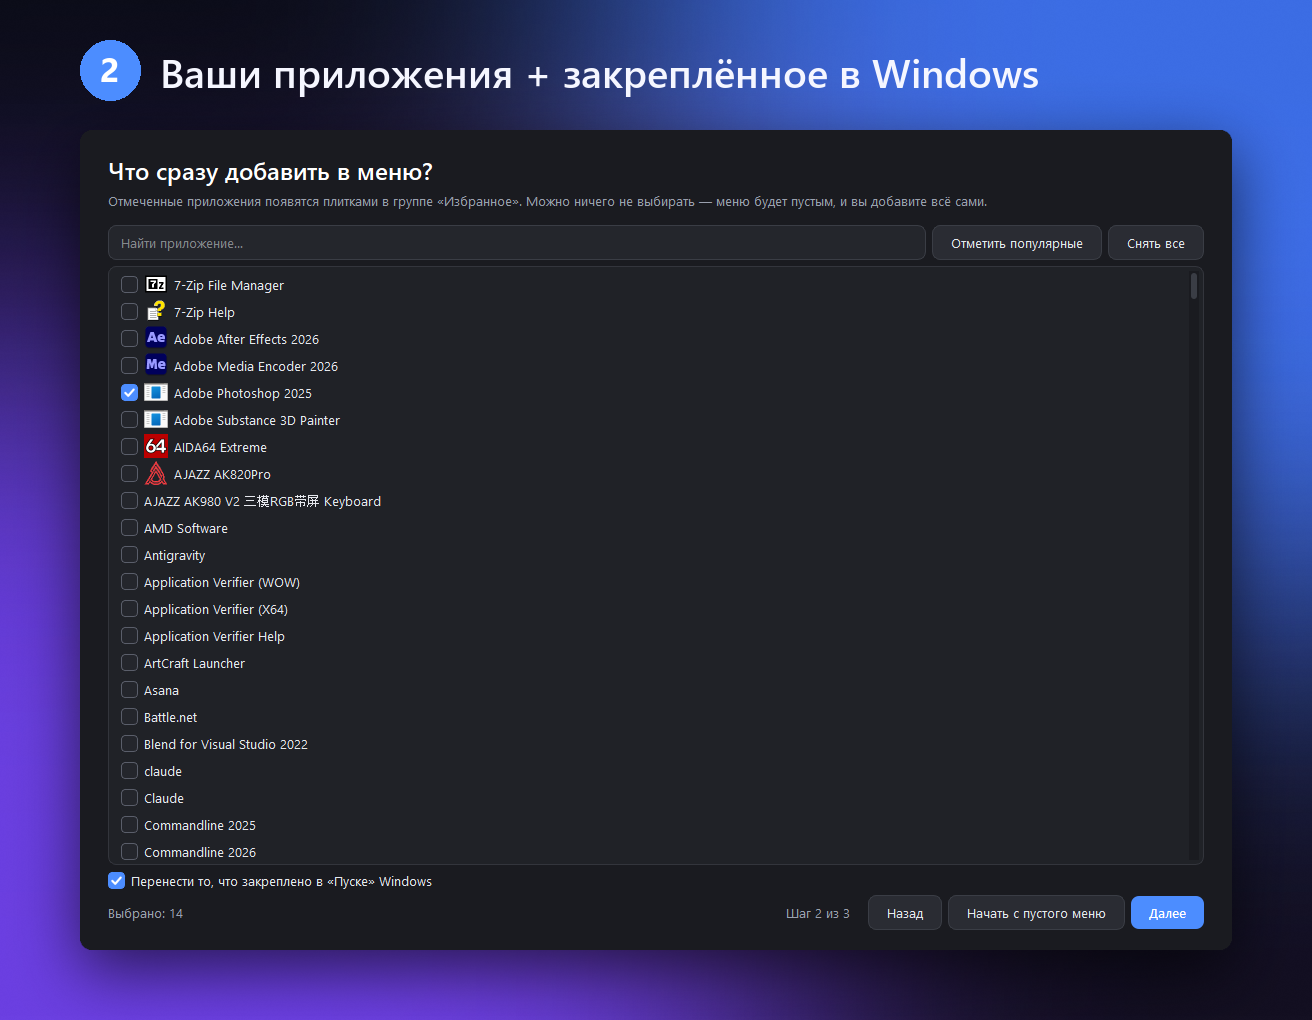 2 Ваши приложения + закреплённое в Windows
Что сразу добавить в меню?
Отмеченные приложения появятся плитками в группе «Избранное». Можно ничего не выбирать — меню будет пустым, и вы добавите всё сами.
Найти приложение... Отметить популярные Снять все
7z 7-Zip File Manager
? 7-Zip Help
Ae Adobe After Effects 2026
Me Adobe Media Encoder 2026
Adobe Photoshop 2025
Adobe Substance 3D Painter
64 AIDA64 Extreme
AJAZZ AK820Pro
AJAZZ AK980 V2 三模RGB带屏 Keyboard
AMD Software
Antigravity
Application Verifier (WOW)
Application Verifier (X64)
Application Verifier Help
ArtCraft Launcher
Asana
Battle.net
Blend for Visual Studio 2022
claude
Claude
Commandline 2025
Commandline 2026
Перенести то, что закреплено в «Пуске» Windows
Выбрано: 14 Шаг 2 из 3 Назад Начать с пустого меню Далее